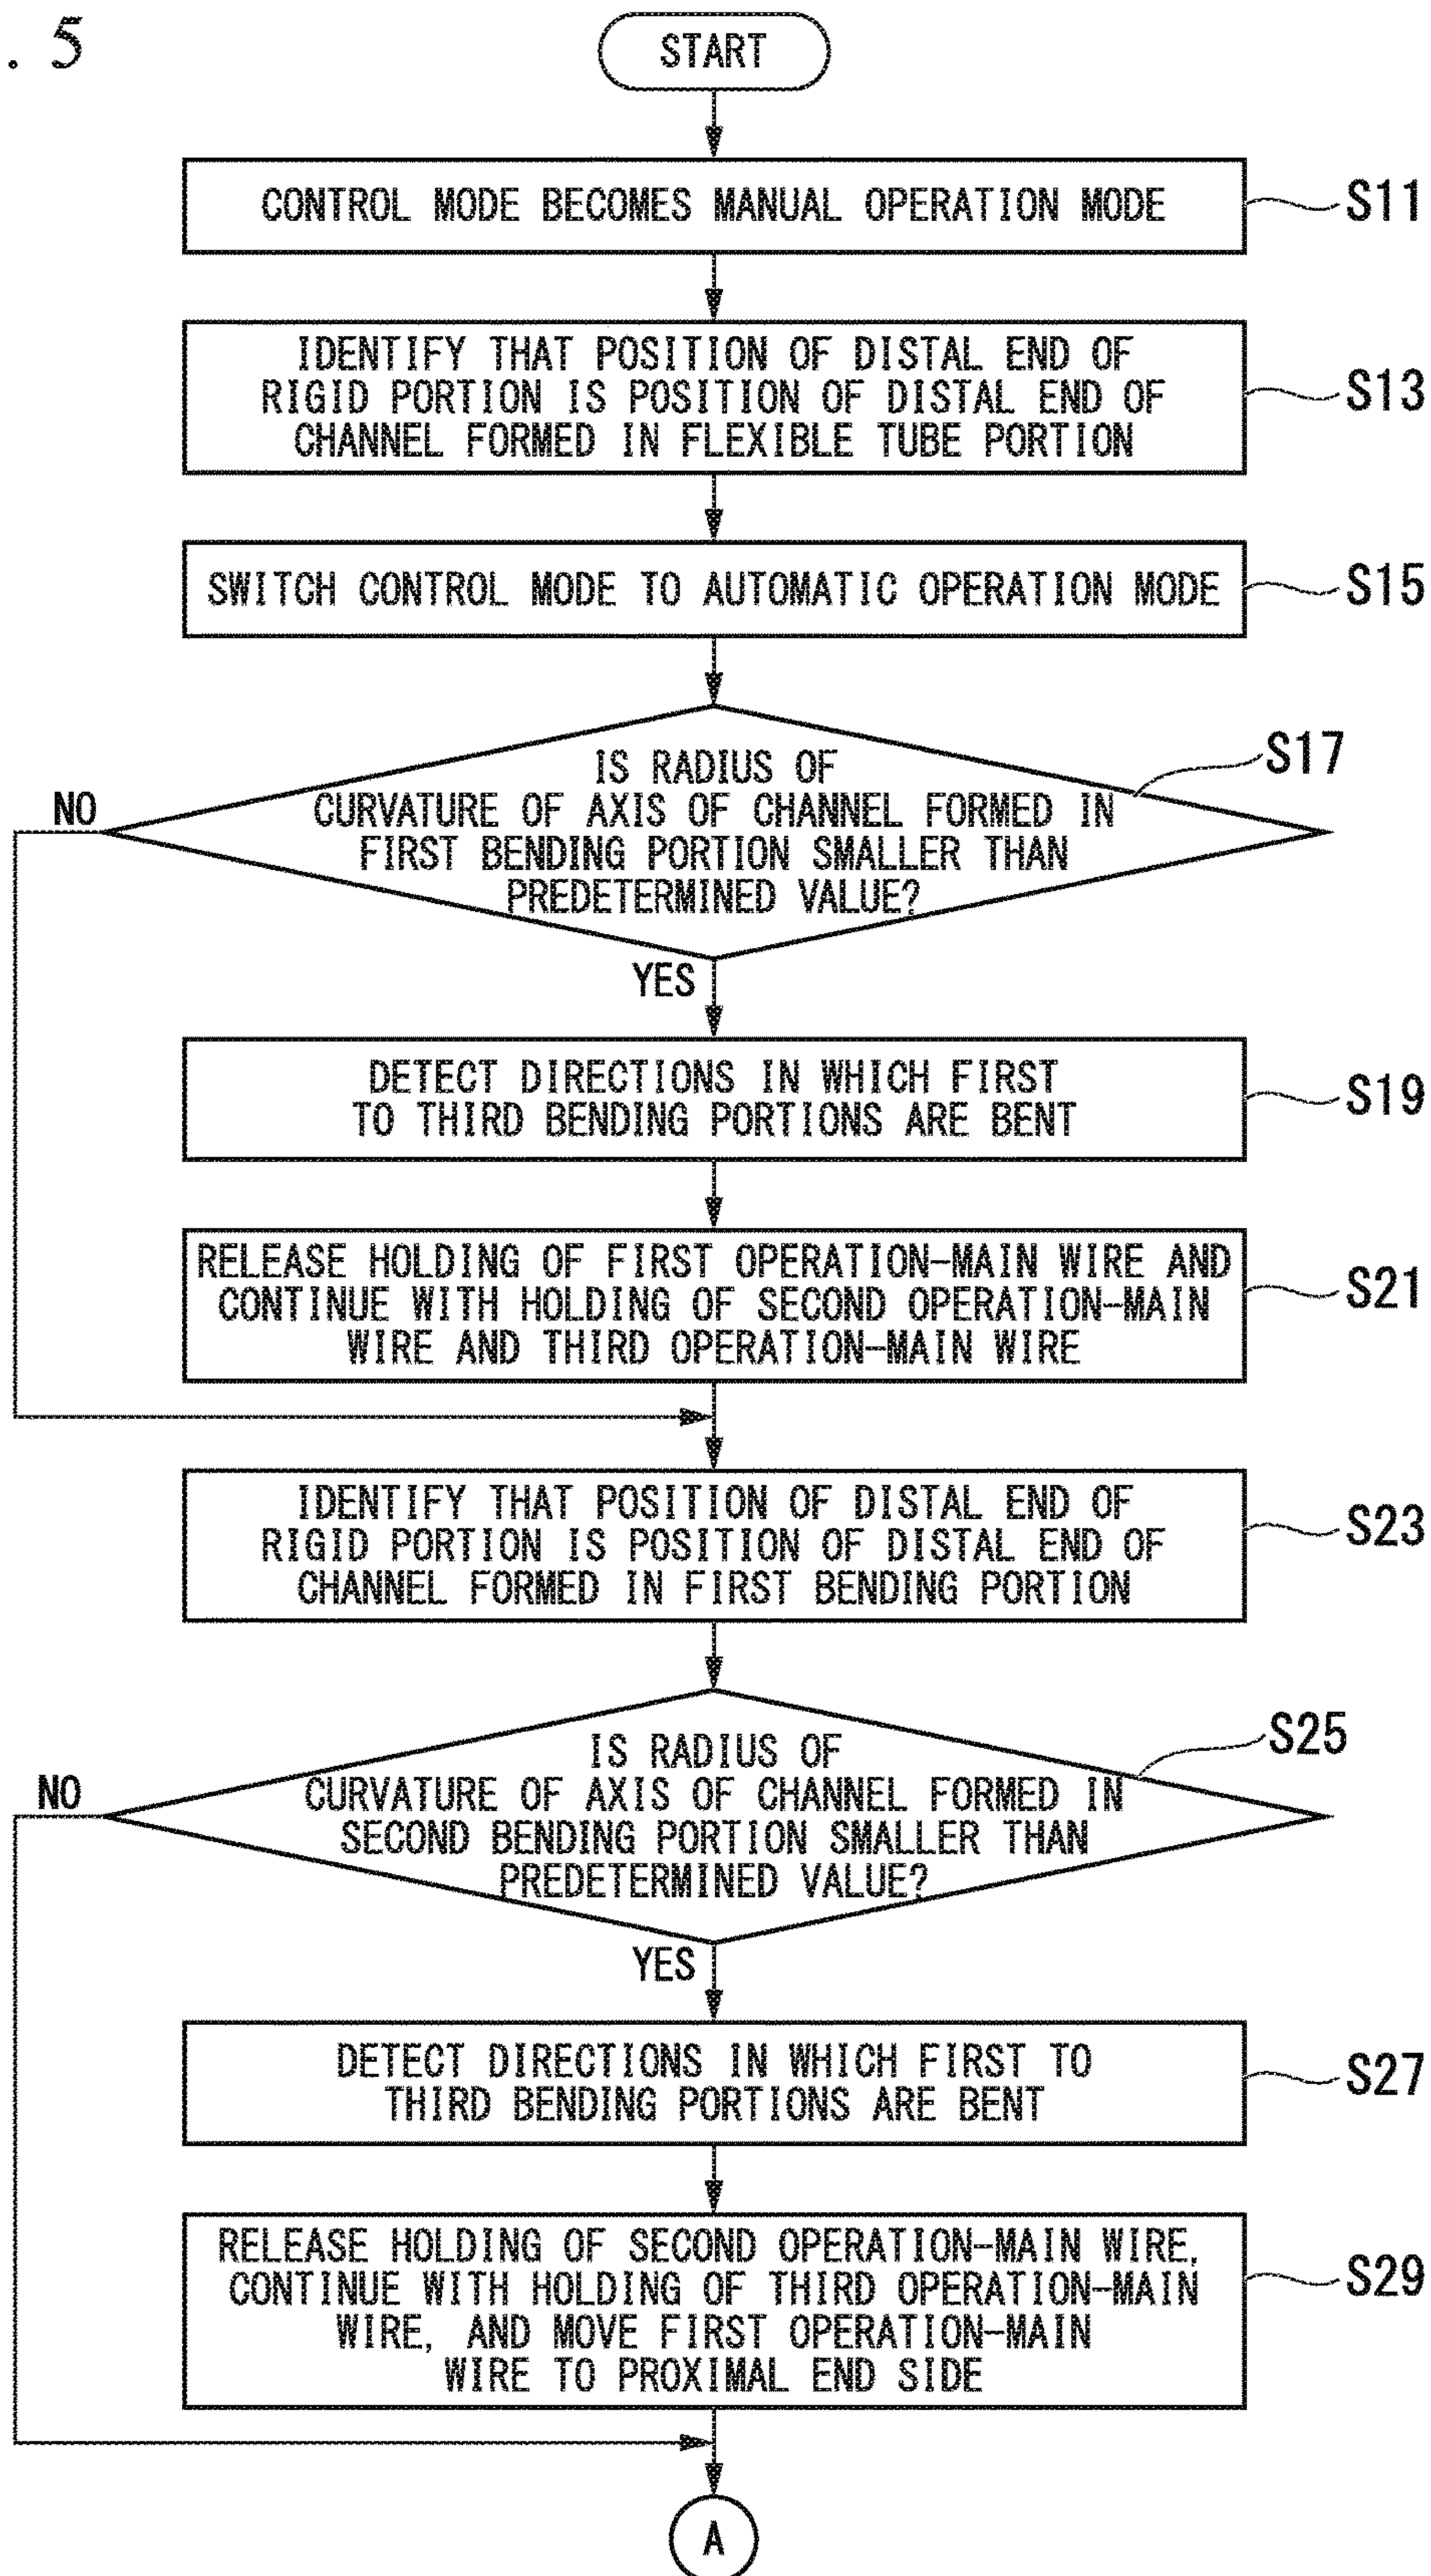 . 5
START
CONTROL MODE BECOMES MANUAL OPERATION MODE
S11
IDENTIFY THAT POSITION OF DISTAL END OF
RIGID PORTION IS POSITION OF DISTAL END OF
CHANNEL FORMED IN FLEXIBLE TUBE PORTION
S13
SWITCH CONTROL MODE TO AUTOMATIC OPERATION MODE
S15
IS RADIUS OF
CURVATURE OF AXIS OF CHANNEL FORMED IN
FIRST BENDING PORTION SMALLER THAN
PREDETERMINED VALUE?
S17
NO
YES
DETECT DIRECTIONS IN WHICH FIRST
TO THIRD BENDING PORTIONS ARE BENT
S19
RELEASE HOLDING OF FIRST OPERATION-MAIN WIRE AND
CONTINUE WITH HOLDING OF SECOND OPERATION-MAIN
WIRE AND THIRD OPERATION-MAIN WIRE
S21
IDENTIFY THAT POSITION OF DISTAL END OF
RIGID PORTION IS POSITION OF DISTAL END OF
CHANNEL FORMED IN FIRST BENDING PORTION
S23
IS RADIUS OF
CURVATURE OF AXIS OF CHANNEL FORMED IN
SECOND BENDING PORTION SMALLER THAN
PREDETERMINED VALUE?
S25
NO
YES
DETECT DIRECTIONS IN WHICH FIRST TO
THIRD BENDING PORTIONS ARE BENT
S27
RELEASE HOLDING OF SECOND OPERATION-MAIN WIRE,
CONTINUE WITH HOLDING OF THIRD OPERATION-MAIN
WIRE, AND MOVE FIRST OPERATION-MAIN
WIRE TO PROXIMAL END SIDE
S29
A